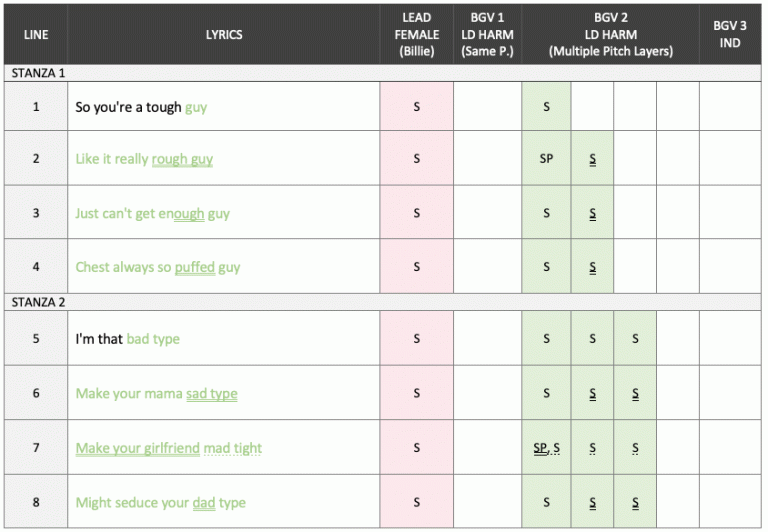 LINE LYRICS LEAD FEMALE (Billie) BGV 1 LD HARM (Same P.) BGV 2 LD HARM (Multiple Pitch Layers) BGV 3 IND
STANZA 1
1 So you're a tough guy S S
2 Like it really rough guy S SP S
3 Just can't get enough guy S S S
4 Chest always so puffed guy S S S
STANZA 2
5 I'm that bad type S S S S
6 Make your mama sad type S S S S
7 Make your girlfriend mad tight S SP, S S S
8 Might seduce your dad type S S S S